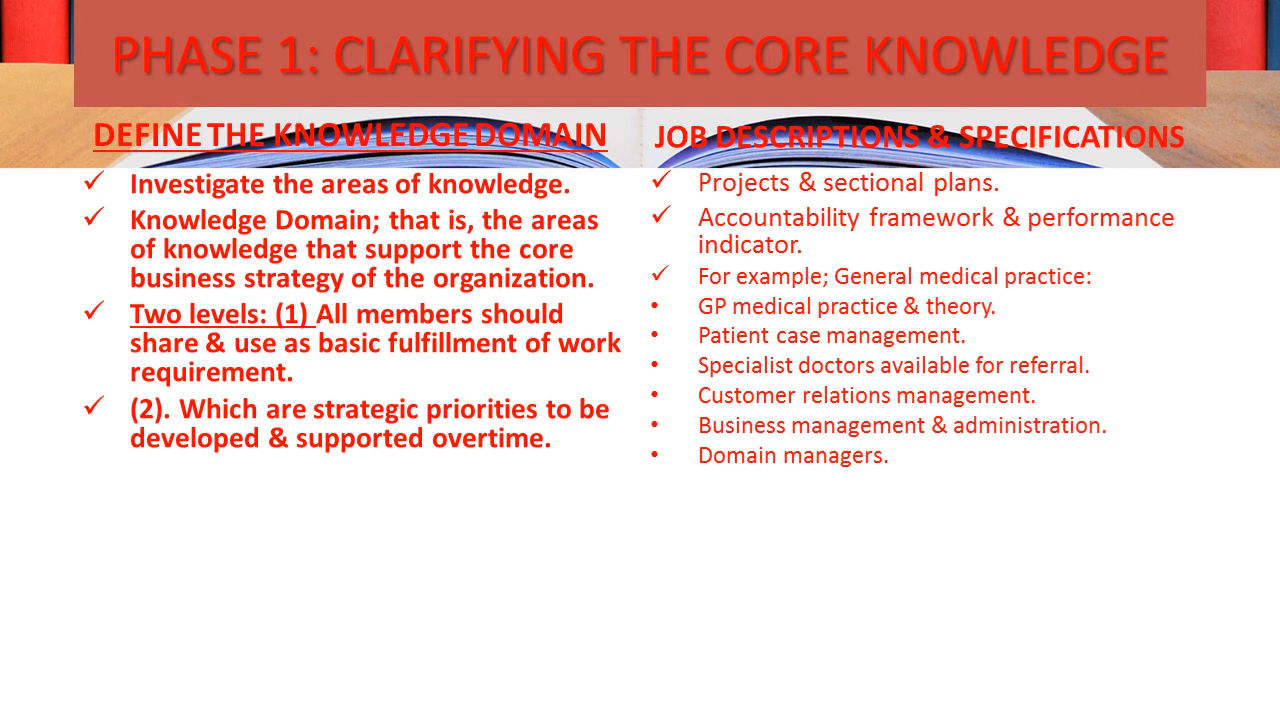 PHASE 1: CLARIFYING THE CORE KNOWLEDGE
DEFINE THE KNOWLEDGE DOMAIN
✓ Investigate the areas of knowledge.
✓ Knowledge Domain; that is, the areas
of knowledge that support the core
business strategy of the organization.
✓ Two levels: (1) All members should
share & use as basic fulfillment of work
requirement.
✓ (2). Which are strategic priorities to be
developed & supported overtime.
JOB DESCRIPTIONS & SPECIFICATIONS
✓ Projects & sectional plans.
✓ Accountability framework & performance
indicator.
✓ For example; General medical practice:
• GP medical practice & theory.
• Patient case management.
• Specialist doctors available for referral.
• Customer relations management.
• Business management & administration.
• Domain managers.